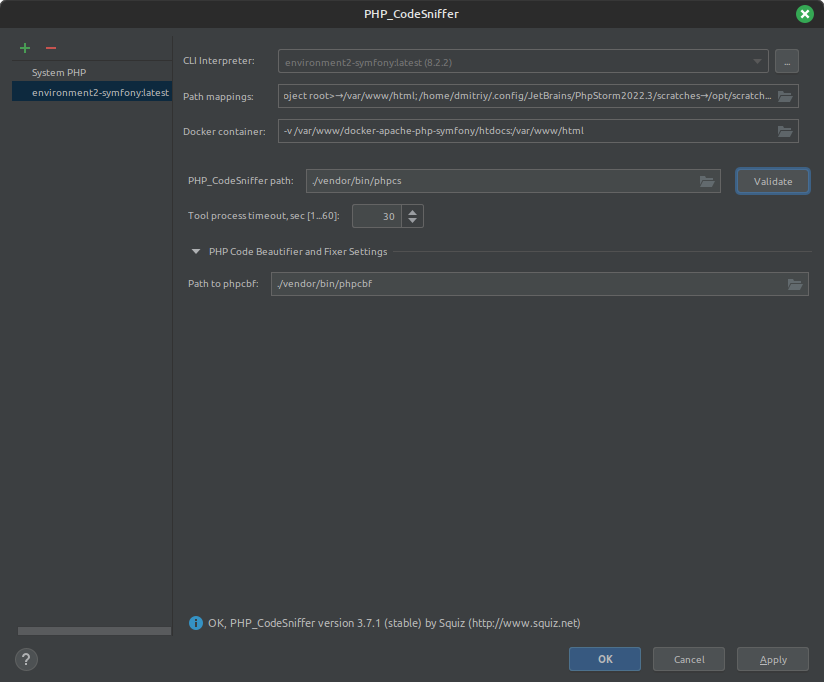 PHP_CodeSniffer
System PHP
environment2-symfony:latest
CLI Interpreter: environment2-symfony:latest (8.2.2) ...
Path mappings: oject root>→/var/www/html; /home/dmitriy/.config/JetBrains/PhpStorm2022.3/scratches→/opt/scratch...
Docker container: -v /var/www/docker-apache-php-symfony/htdocs:/var/www/html
PHP_CodeSniffer path: ./vendor/bin/phpcs Validate
Tool process timeout, sec [1...60]: 30
PHP Code Beautifier and Fixer Settings
Path to phpcbf: ./vendor/bin/phpcbf
OK, PHP_CodeSniffer version 3.7.1 (stable) by Squiz (http://www.squiz.net)
? OK Cancel Apply